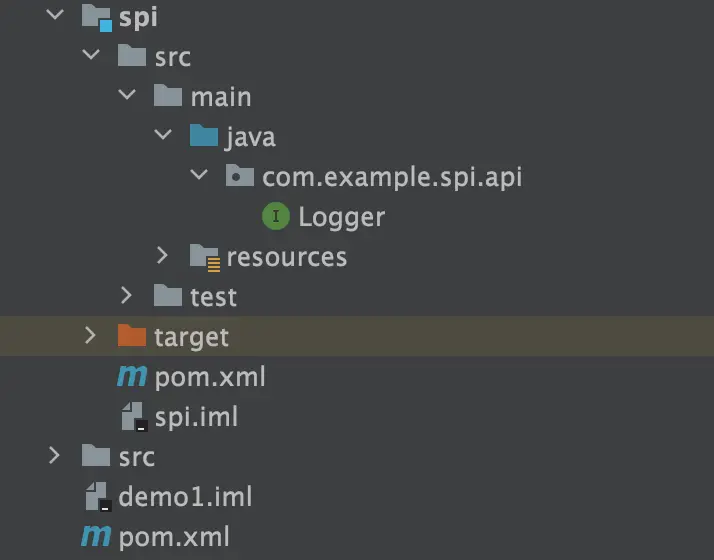 spi
src
main
java
com.example.spi.api
I Logger
resources
test
target
m pom.xml
spi.iml
src
demo1.iml
m pom.xml